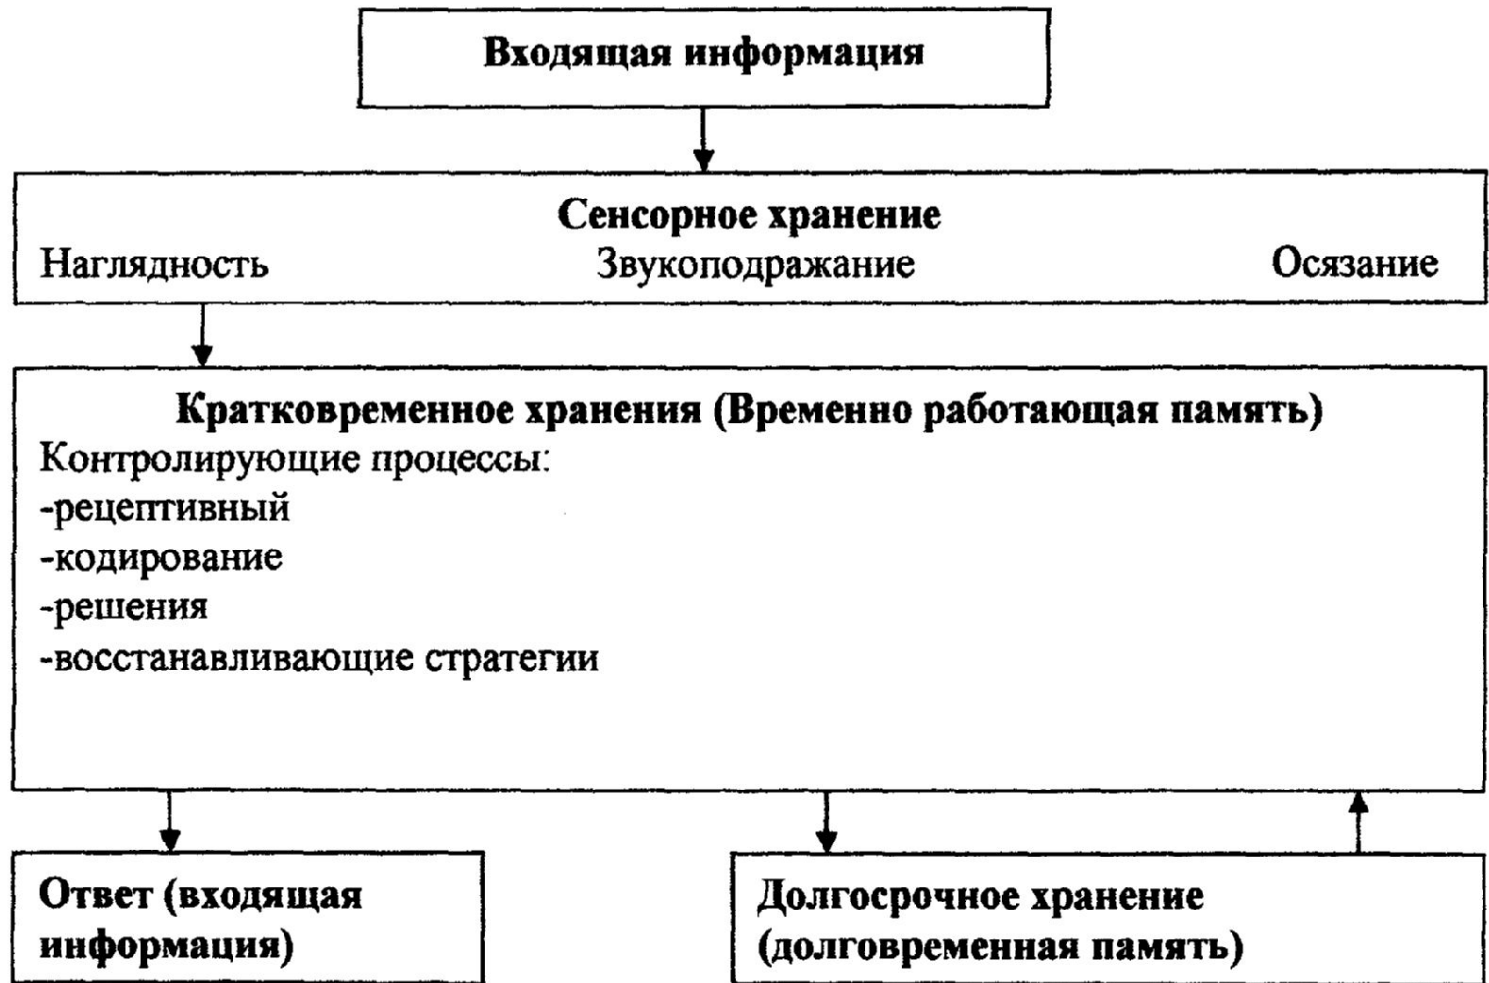 Входящая информация
Сенсорное хранение
Наглядность Звукоподражание Осязание
Кратковременное хранения (Временно работающая память)
Контролирующие процессы:
-рецептивный
-кодирование
-решения
-восстанавливающие стратегии
Ответ (входящая
информация)
Долгосрочное хранение
(долговременная память)